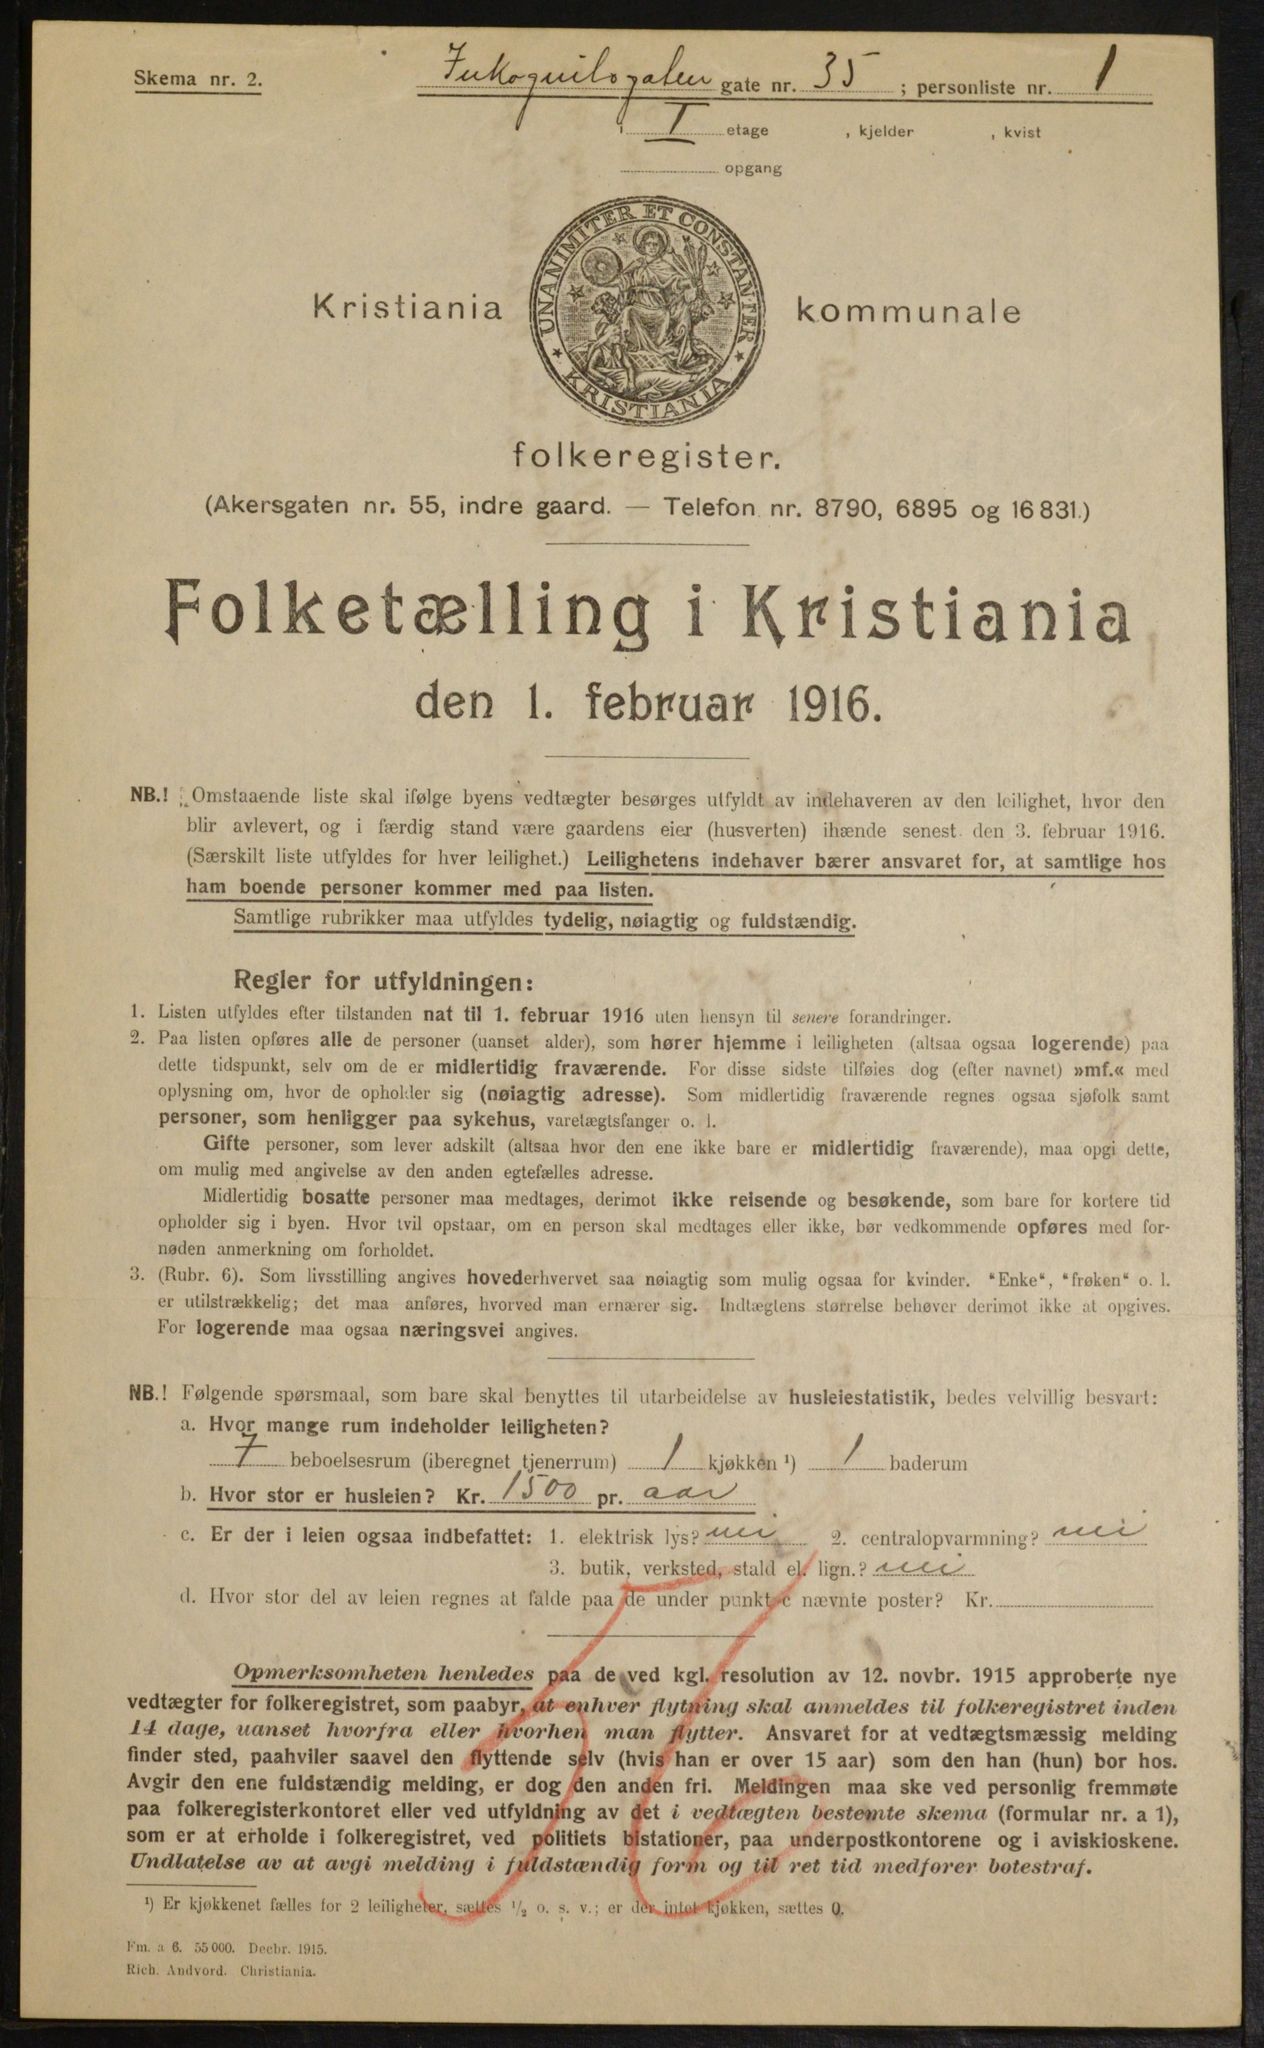 Skema nr. 2.
Inkognitogaten gate nr. 35 ; personliste nr. 1
i I etage , kjelder , kvist
opgang
UNANIMITER ET CONSTANTER
KRISTIANIA
Kristiania kommunale
folkeregister.
(Akersgaten nr. 55, indre gaard. — Telefon nr. 8790, 6895 og 16 831.)
Folketælling i Kristiania
den 1. februar 1916.
NB.! Omstaaende liste skal ifølge byens vedtægter besørges utfyldt av indehaveren av den leilighet, hvor den
blir avlevert, og i færdig stand være gaardens eier (husverten) ihænde senest den 3. februar 1916.
(Særskilt liste utfyldes for hver leilighet.) Leilighetens indehaver bærer ansvaret for, at samtlige hos
ham boende personer kommer med paa listen.
Samtlige rubrikker maa utfyldes tydelig, nøiagtig og fuldstændig.
Regler for utfyldningen:
1. Listen utfyldes efter tilstanden nat til 1. februar 1916 uten hensyn til senere forandringer.
2. Paa listen opføres alle de personer (uanset alder), som hører hjemme i leiligheten (altsaa ogsaa logerende) paa
dette tidspunkt, selv om de er midlertidig fraværende. For disse sidste tilføies dog (efter navnet) »mf.« med
oplysning om, hvor de opholder sig (nøiagtig adresse). Som midlertidig fraværende regnes ogsaa sjøfolk samt
personer, som henligger paa sykehus, varetægtsfanger o. l.
Gifte personer, som lever adskilt (altsaa hvor den ene ikke bare er midlertidig fraværende), maa opgi dette,
om mulig med angivelse av den anden egtefælles adresse.
Midlertidig bosatte personer maa medtages, derimot ikke reisende og besøkende, som bare for kortere tid
opholder sig i byen. Hvor tvil opstaar, om en person skal medtages eller ikke, bør vedkommende opføres med for-
nøden anmerkning om forholdet.
3. (Rubr. 6). Som livsstilling angives hovederhvervet saa nøiagtig som mulig ogsaa for kvinder. "Enke", "frøken" o. l.
er utilstrækkelig; det maa anføres, hvorved man ernærer sig. Indtægtens størrelse behøver derimot ikke at opgives.
For logerende maa ogsaa næringsvei angives.
NB.! Følgende spørsmaal, som bare skal benyttes til utarbeidelse av husleiestatistik, bedes velvillig besvart:
a. Hvor mange rum indeholder leiligheten?
7 beboelsesrum (iberegnet tjenerrum) 1 kjøkken ¹) 1 baderum
b. Hvor stor er husleien? Kr. 1500 pr. aar
c. Er der i leien ogsaa indbefattet: 1. elektrisk lys? nei 2. centralopvarmning? nei
3. butik, verksted, stald el. lign.? nei
d. Hvor stor del av leien regnes at falde paa de under punkt c nævnte poster? Kr.
Opmerksomheten henledes paa de ved kgl. resolution av 12. novbr. 1915 approberte nye
vedtægter for folkeregistret, som paabyr, at enhver flytning skal anmeldes til folkeregistret inden
14 dage, uanset hvorfra eller hvorhen man flytter. Ansvaret for at vedtægtsmæssig melding
finder sted, paahviler saavel den flyttende selv (hvis han er over 15 aar) som den han (hun) bor hos.
Avgir den ene fuldstændig melding, er dog den anden fri. Meldingen maa ske ved personlig fremmøte
paa folkeregisterkontoret eller ved utfyldning av det i vedtægten bestemte skema (formular nr. a 1),
som er at erholde i folkeregistret, ved politiets bistationer, paa underpostkontorene og i aviskioskene.
Undlatelse av at avgi melding i fuldstændig form og til ret tid medfører botestraf.
¹) Er kjøkkenet fælles for 2 leiligheter, sættes ½ o. s. v.; er der intet kjøkken, sættes 0.
Fm. a 6. 55 000. Decbr. 1915.
Rich. Andvord. Christiania.